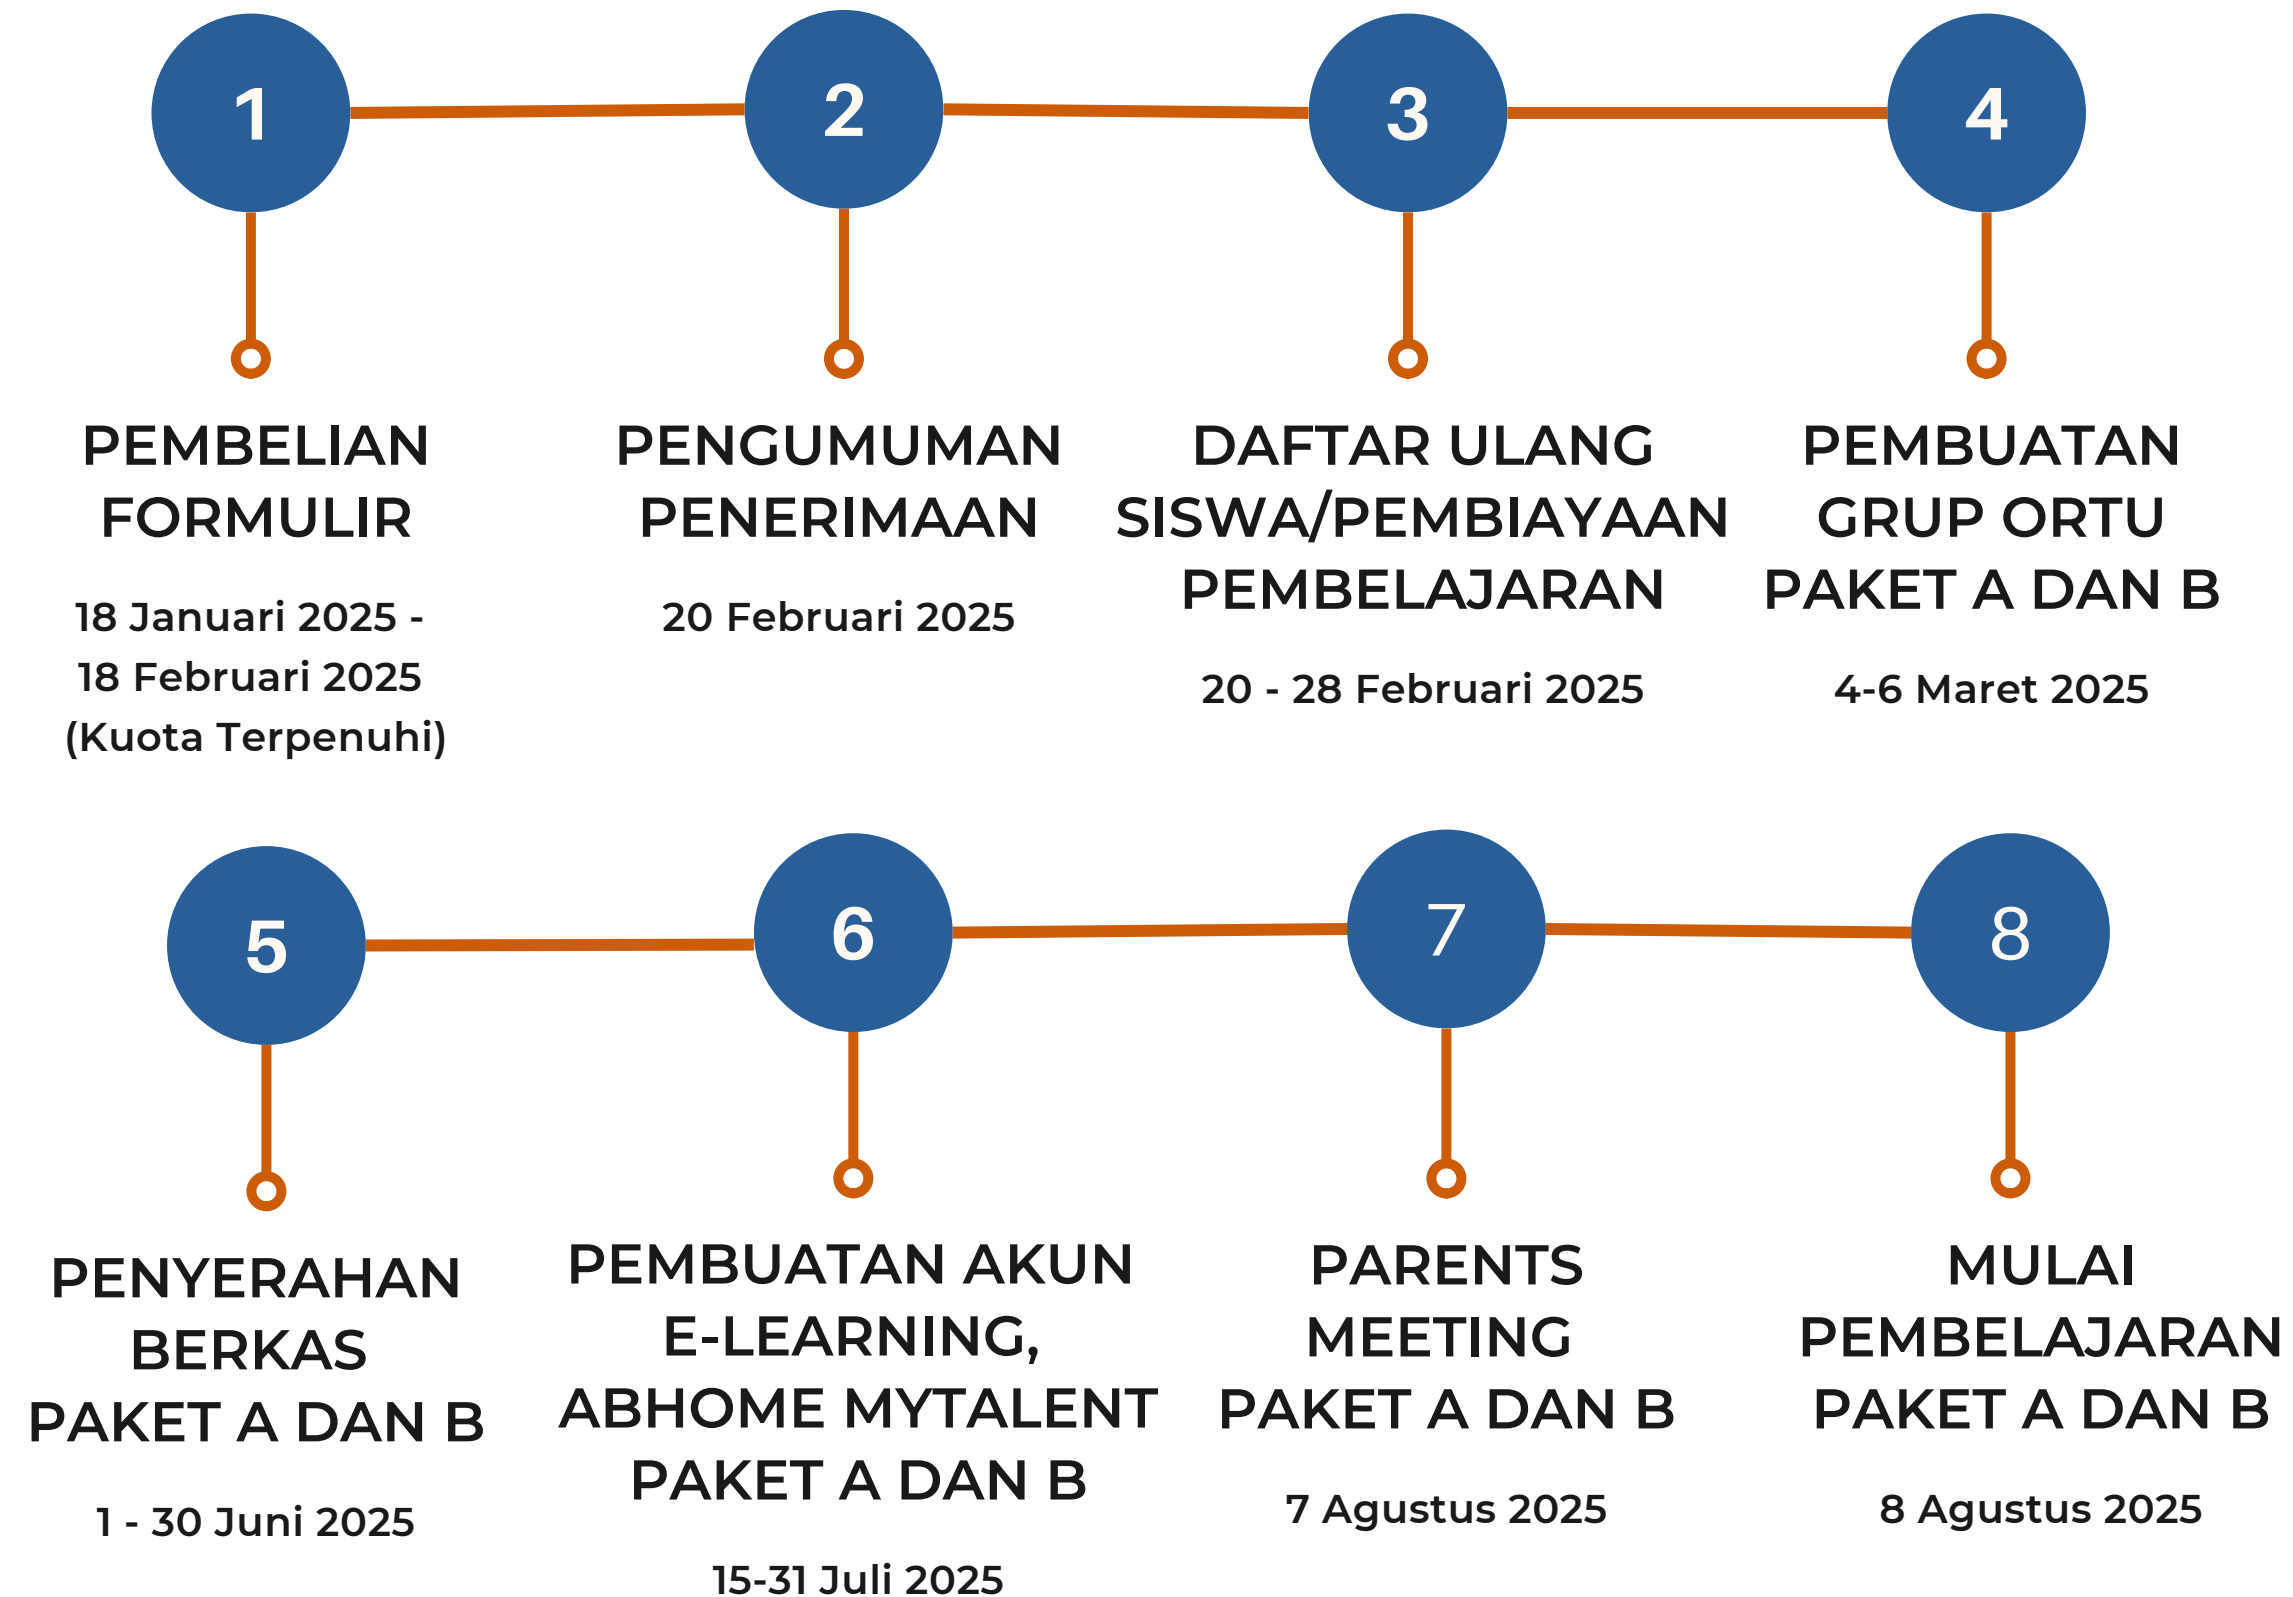 1
PEMBELIAN
FORMULIR
18 Januari 2025 -
18 Februari 2025
(Kuota Terpenuhi)
2
PENGUMUMAN
PENERIMAAN
20 Februari 2025
3
DAFTAR ULANG
SISWA/PEMBIAYAAN
PEMBELAJARAN
20 - 28 Februari 2025
4
PEMBUATAN
GRUP ORTU
PAKET A DAN B
4-6 Maret 2025
5
PENYERAHAN
BERKAS
PAKET A DAN B
1 - 30 Juni 2025
6
PEMBUATAN AKUN
E-LEARNING,
ABHOME MYTALENT
PAKET A DAN B
15-31 Juli 2025
7
PARENTS
MEETING
PAKET A DAN B
7 Agustus 2025
8
MULAI
PEMBELAJARAN
PAKET A DAN B
8 Agustus 2025